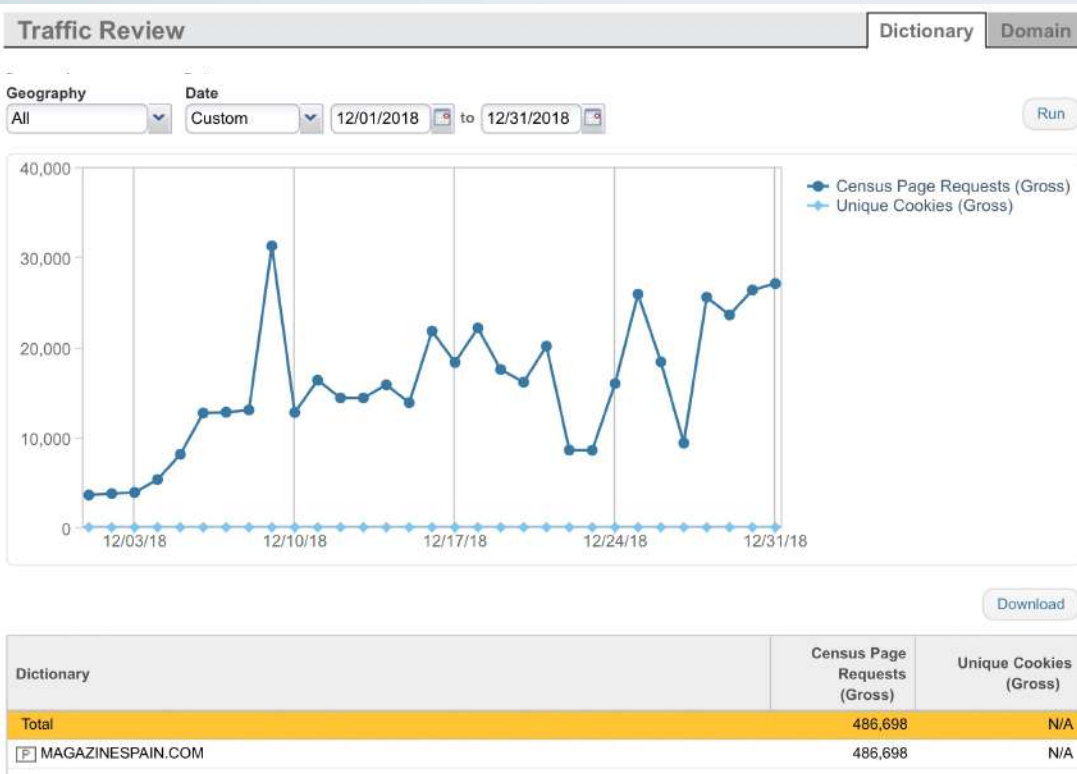 Traffic Review
Dictionary
Domain
Geography
Date
All
Custom
12/01/2018
to
12/31/2018
Run
40,000
30,000
20,000
10,000
0
12/03/18
12/10/18
12/17/18
12/24/18
12/31/18
Census Page Requests (Gross)
Unique Cookies (Gross)
Download
Dictionary
Census Page
Requests
(Gross)
Unique Cookies
(Gross)
Total
486,698
N/A
P MAGAZINESPAIN.COM
486,698
N/A